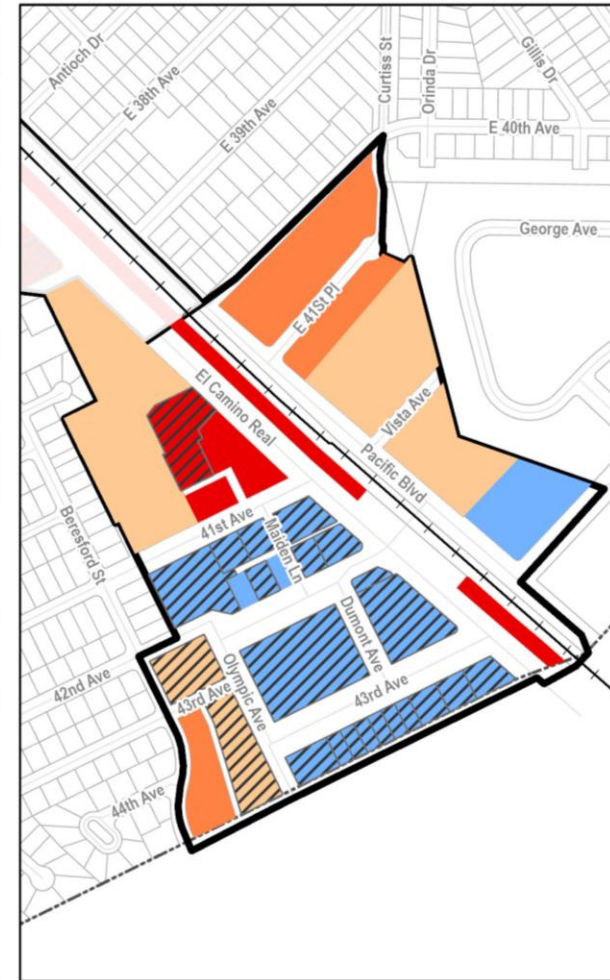 Antioch Dr
E 38th Ave
E 39th Ave
Curtiss St
Orinda Dr
Gillis Dr
E 40th Ave
George Ave
E 41St Pl
El Camino Real
Vista Ave
Pacific Blvd
Beresford St
41st Ave
Maiden Ln
Dumont Ave
42nd Ave
Olympic Ave
43rd Ave
43rd Ave
44th Ave